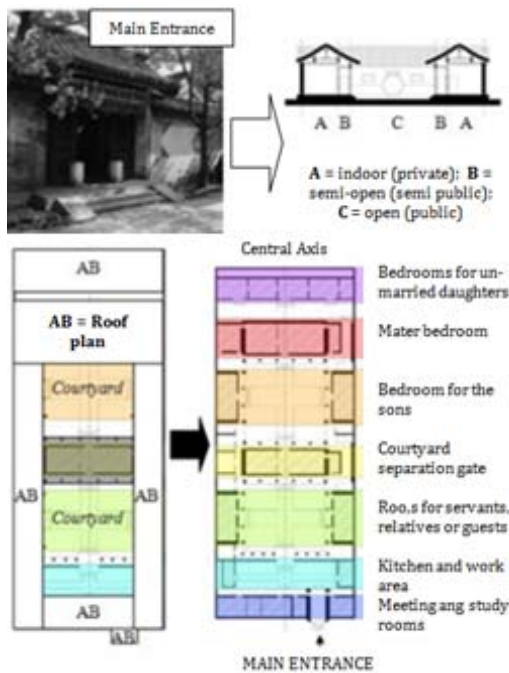 Main Entrance
A B C B A
A = indoor (private); B =
semi-open (semi public);
C = open (public)
AB
AB = Roof
plan
Courtyard
AB
AB
Courtyard
AB
AB
Central Axis
Bedrooms for un-
married daughters
Mater bedroom
Bedroom for the
sons
Courtyard
separation gate
Roo,s for servants,
relatives or guests
Kitchen and work
area
Meeting ang study
rooms
MAIN ENTRANCE